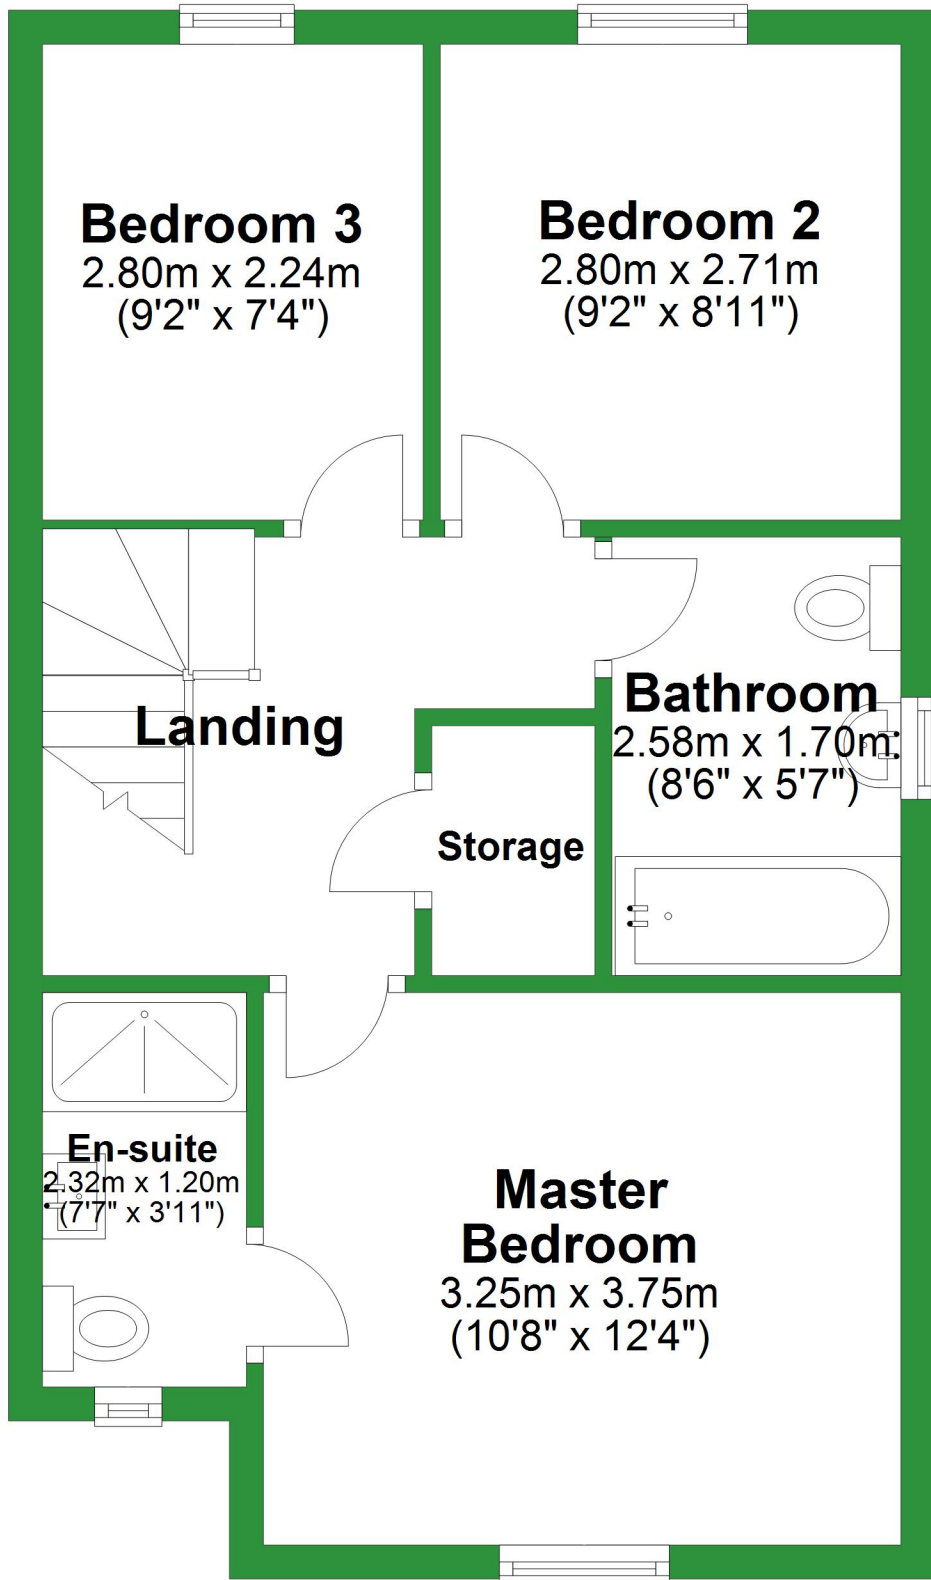 Bedroom 3
2.80m x 2.24m
(9'2" x 7'4")
Bedroom 2
2.80m x 2.71m
(9'2" x 8'11")
Landing
Bathroom
2.58m x 1.70m
(8'6" x 5'7")
Storage
En-suite
2.32m x 1.20m
(7'7" x 3'11")
Master
Bedroom
3.25m x 3.75m
(10'8" x 12'4")